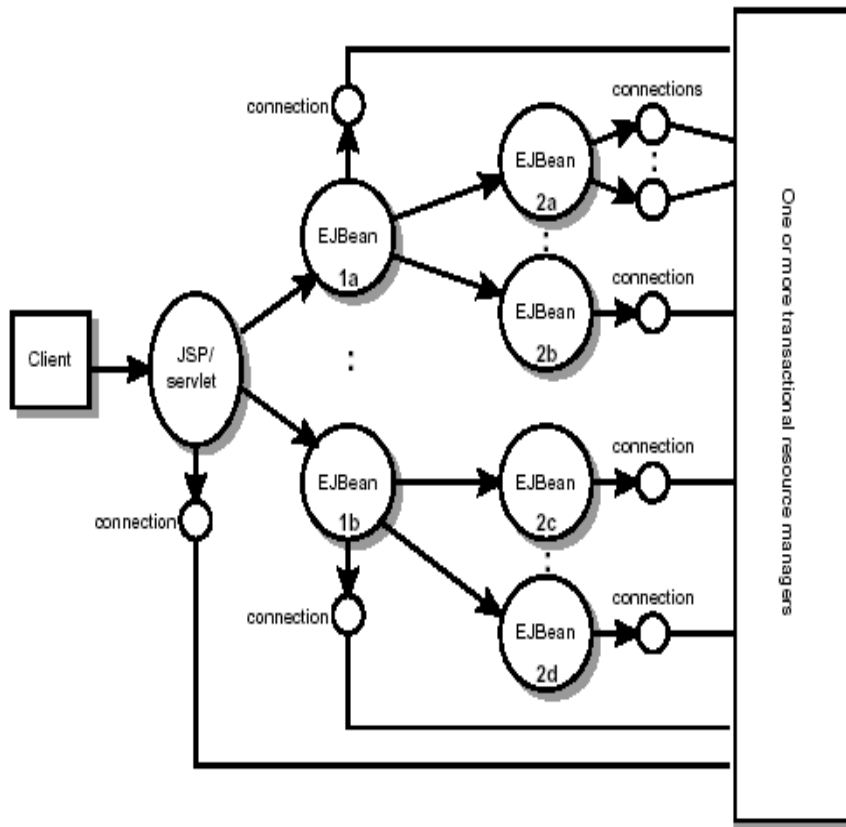 connections
connection
EJBean
2a
EJBean
1a
connection
EJBean
2b
Client
JSP/
servlet
connection
EJBean
1b
EJBean
2c
connection
connection
connection
EJBean
2d
One or more transactional resource managers